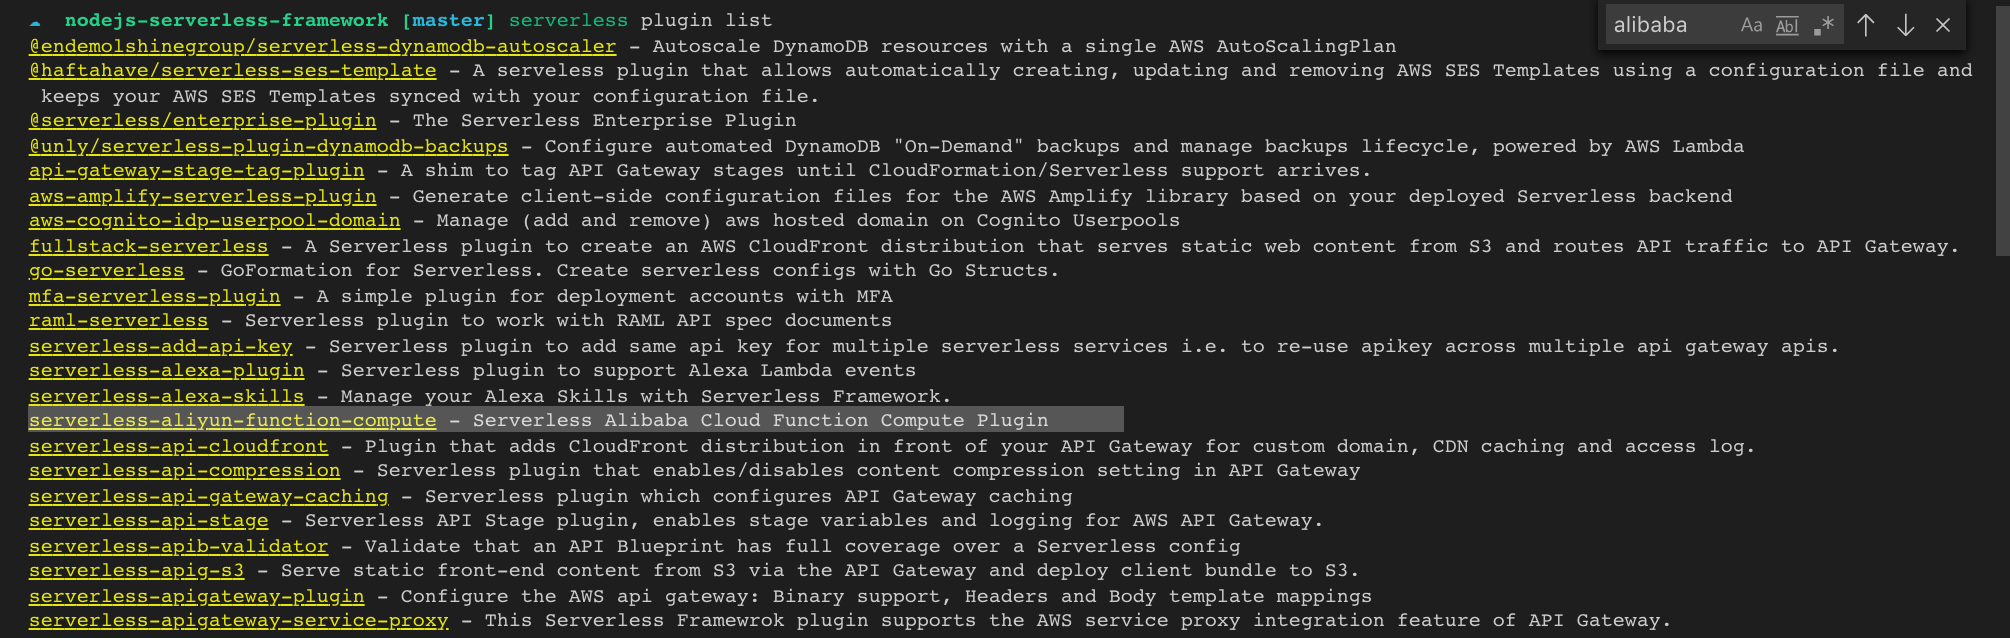 ☁ nodejs-serverless-framework [master] serverless plugin list
alibaba Aa Abl .*
@endemolshinegroup/serverless-dynamodb-autoscaler - Autoscale DynamoDB resources with a single AWS AutoScalingPlan
@haftahave/serverless-ses-template - A serveless plugin that allows automatically creating, updating and removing AWS SES Templates using a configuration file and
keeps your AWS SES Templates synced with your configuration file.
@serverless/enterprise-plugin - The Serverless Enterprise Plugin
@unly/serverless-plugin-dynamodb-backups - Configure automated DynamoDB "On-Demand" backups and manage backups lifecycle, powered by AWS Lambda
api-gateway-stage-tag-plugin - A shim to tag API Gateway stages until CloudFormation/Serverless support arrives.
aws-amplify-serverless-plugin - Generate client-side configuration files for the AWS Amplify library based on your deployed Serverless backend
aws-cognito-idp-userpool-domain - Manage (add and remove) aws hosted domain on Cognito Userpools
fullstack-serverless - A Serverless plugin to create an AWS CloudFront distribution that serves static web content from S3 and routes API traffic to API Gateway.
go-serverless - GoFormation for Serverless. Create serverless configs with Go Structs.
mfa-serverless-plugin - A simple plugin for deployment accounts with MFA
raml-serverless - Serverless plugin to work with RAML API spec documents
serverless-add-api-key - Serverless plugin to add same api key for multiple serverless services i.e. to re-use apikey across multiple api gateway apis.
serverless-alexa-plugin - Serverless plugin to support Alexa Lambda events
serverless-alexa-skills - Manage your Alexa Skills with Serverless Framework.
serverless-aliyun-function-compute - Serverless Alibaba Cloud Function Compute Plugin
serverless-api-cloudfront - Plugin that adds CloudFront distribution in front of your API Gateway for custom domain, CDN caching and access log.
serverless-api-compression - Serverless plugin that enables/disables content compression setting in API Gateway
serverless-api-gateway-caching - Serverless plugin which configures API Gateway caching
serverless-api-stage - Serverless API Stage plugin, enables stage variables and logging for AWS API Gateway.
serverless-apib-validator - Validate that an API Blueprint has full coverage over a Serverless config
serverless-apig-s3 - Serve static front-end content from S3 via the API Gateway and deploy client bundle to S3.
serverless-apigateway-plugin - Configure the AWS api gateway: Binary support, Headers and Body template mappings
serverless-apigateway-service-proxy - This Serverless Framewrok plugin supports the AWS service proxy integration feature of API Gateway.